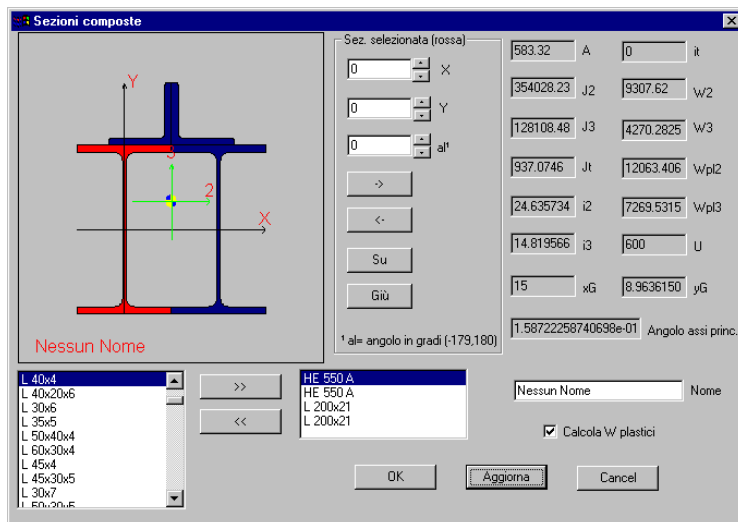 Sezioni composte
Y
3
2
X
Nessun Nome
Sez. selezionata (rossa)
0 X
0 Y
0 al¹
->
<-
Su
Giù
¹ al= angolo in gradi (-179,180)
583.32 A 0 it
354028.23 J2 9307.62 W2
128108.48 J3 4270.2825 W3
937.0746 Jt 12063.406 Wpl2
24.635734 i2 7269.5315 Wpl3
14.819566 i3 600 U
15 xG 8.9636150 yG
1.58722258740698e-01 Angolo assi princ.
L 40x4
L 40x20x6
L 30x6
L 35x5
L 50x40x4
L 60x30x4
L 45x4
L 45x30x5
L 30x7
>>
<<
HE 550 A
HE 550 A
L 200x21
L 200x21
Nessun Nome Nome
Calcola W plastici
OK Aggiorna Cancel